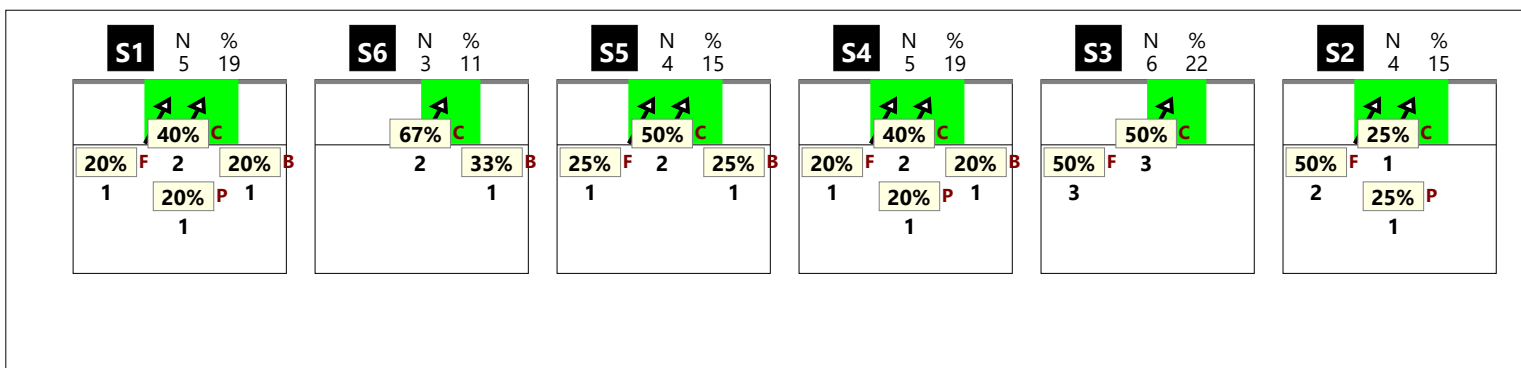 S1 N % S6 N % S5 N % S4 N % S3 N % S2 N %
5 19 3 11 4 15 5 19 6 22 4 15
40% C 67% C 50% C 40% C 50% C 25% C
20% F 2 20% B 2 33% B 25% F 2 25% B 20% F 2 20% B 50% F 3 50% F 1
1 20% P 1 1 1 1 1 20% P 1 3 2 25% P
1 1 1